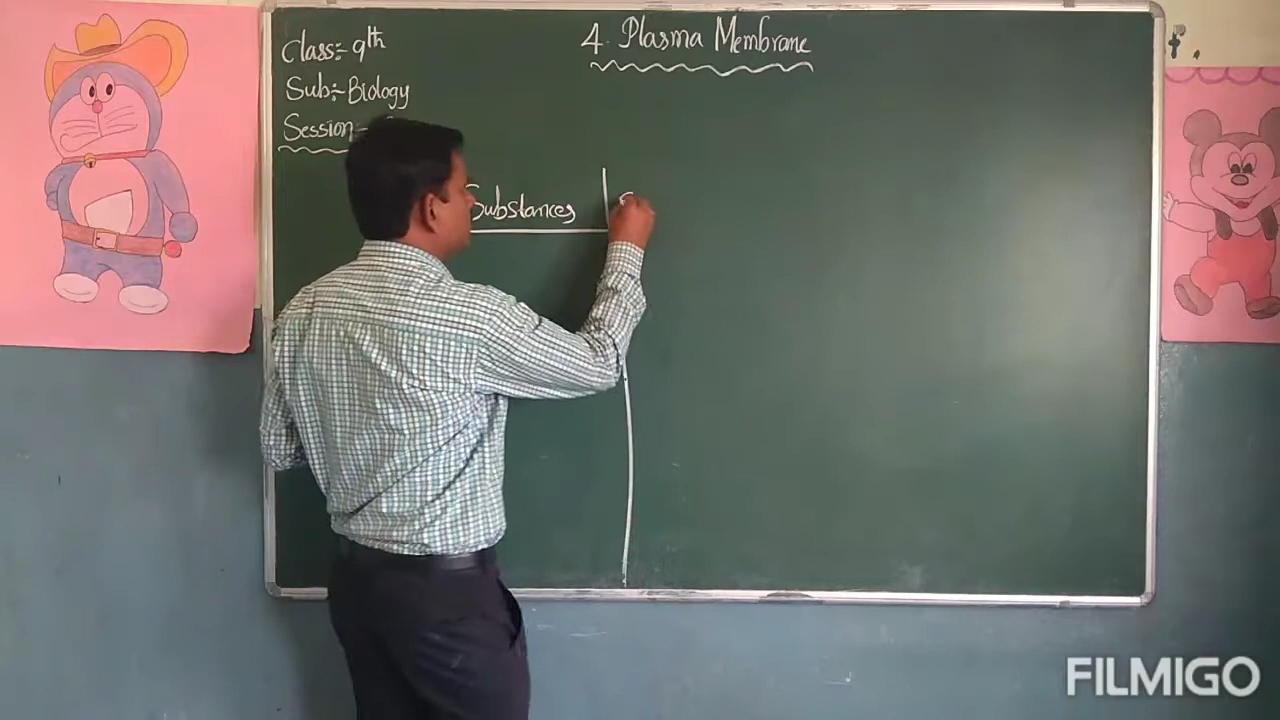 4. Plasma Membrane
Class:- 9th
Sub:- Biology
Session-
Substances
FILMIGO